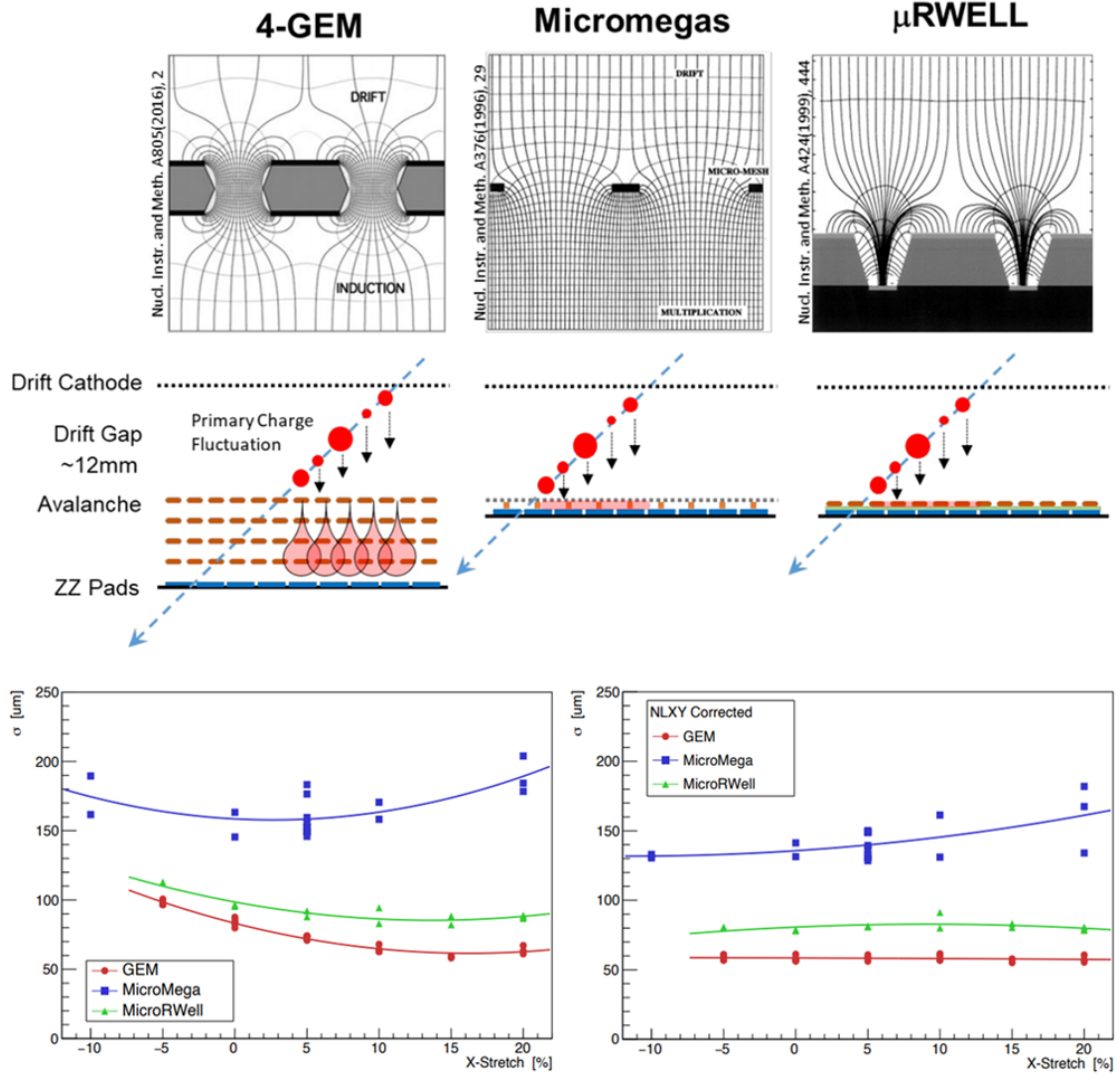 4-GEM
Micromegas
μRWELL
Nucl. Instr. and Meth. A805(2016), 2
DRIFT
INDUCTION
Nucl. Instr. and Meth. A376(1996), 29
DRIFT
MICRO-MESH
MULTIPLICATION
Nucl. Instr. and Meth. A424(1999), 444
Drift Cathode
Drift Gap
~12mm
Avalanche
ZZ Pads
Primary Charge
Fluctuation
σ [um]
250
200
150
100
50
0
GEM
MicroMega
MicroRWell
−10 −5 0 5 10 15 20
X-Stretch [%]
σ [um]
250
200
150
100
50
0
NLXY Corrected
GEM
MicroMega
MicroRWell
−10 −5 0 5 10 15 20
X-Stretch [%]